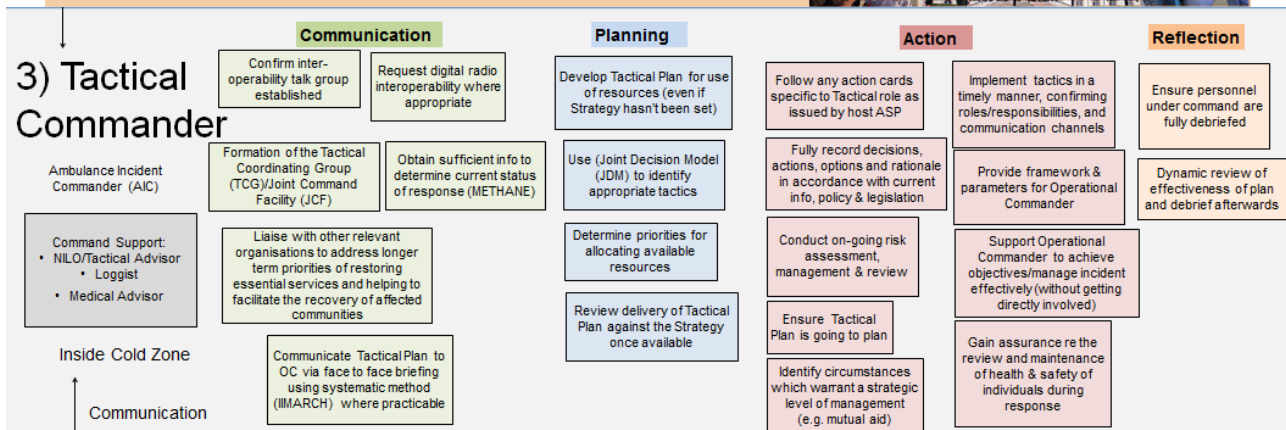 Communication
Planning
Action
Reflection
3) Tactical
Commander
Ambulance Incident
Commander (AIC)
Command Support:
• NILO/Tactical Advisor
• Loggist
• Medical Advisor
Inside Cold Zone
Communication
Confirm inter-
operability talk group
established
Request digital radio
interoperability where
appropriate
Formation of the Tactical
Coordinating Group
(TCG)/Joint Command
Facility (JCF)
Obtain sufficient info to
determine current status
of response (METHANE)
Liaise with other relevant
organisations to address longer
term priorities of restoring
essential services and helping to
facilitate the recovery of affected
communities
Communicate Tactical Plan to
OC via face to face briefing
using systematic method
(IIMARCH) where practicable
Develop Tactical Plan for use
of resources (even if
Strategy hasn't been set)
Use (Joint Decision Model
(JDM) to identify
appropriate tactics
Determine priorities for
allocating available
resources
Review delivery of Tactical
Plan against the Strategy
once available
Follow any action cards
specific to Tactical role as
issued by host ASP
Fully record decisions,
actions, options and rationale
in accordance with current
info, policy & legislation
Conduct on-going risk
assessment,
management & review
Ensure Tactical
Plan is going to plan
Identify circumstances
which warrant a strategic
level of management
(e.g. mutual aid)
Implement tactics in a
timely manner, confirming
roles/responsibilities, and
communication channels
Provide framework &
parameters for Operational
Commander
Support Operational
Commander to achieve
objectives/manage incident
effectively (without getting
directly involved)
Gain assurance re the
review and maintenance
of health & safety of
individuals during
response
Ensure personnel
under command are
fully debriefed
Dynamic review of
effectiveness of plan
and debrief afterwards